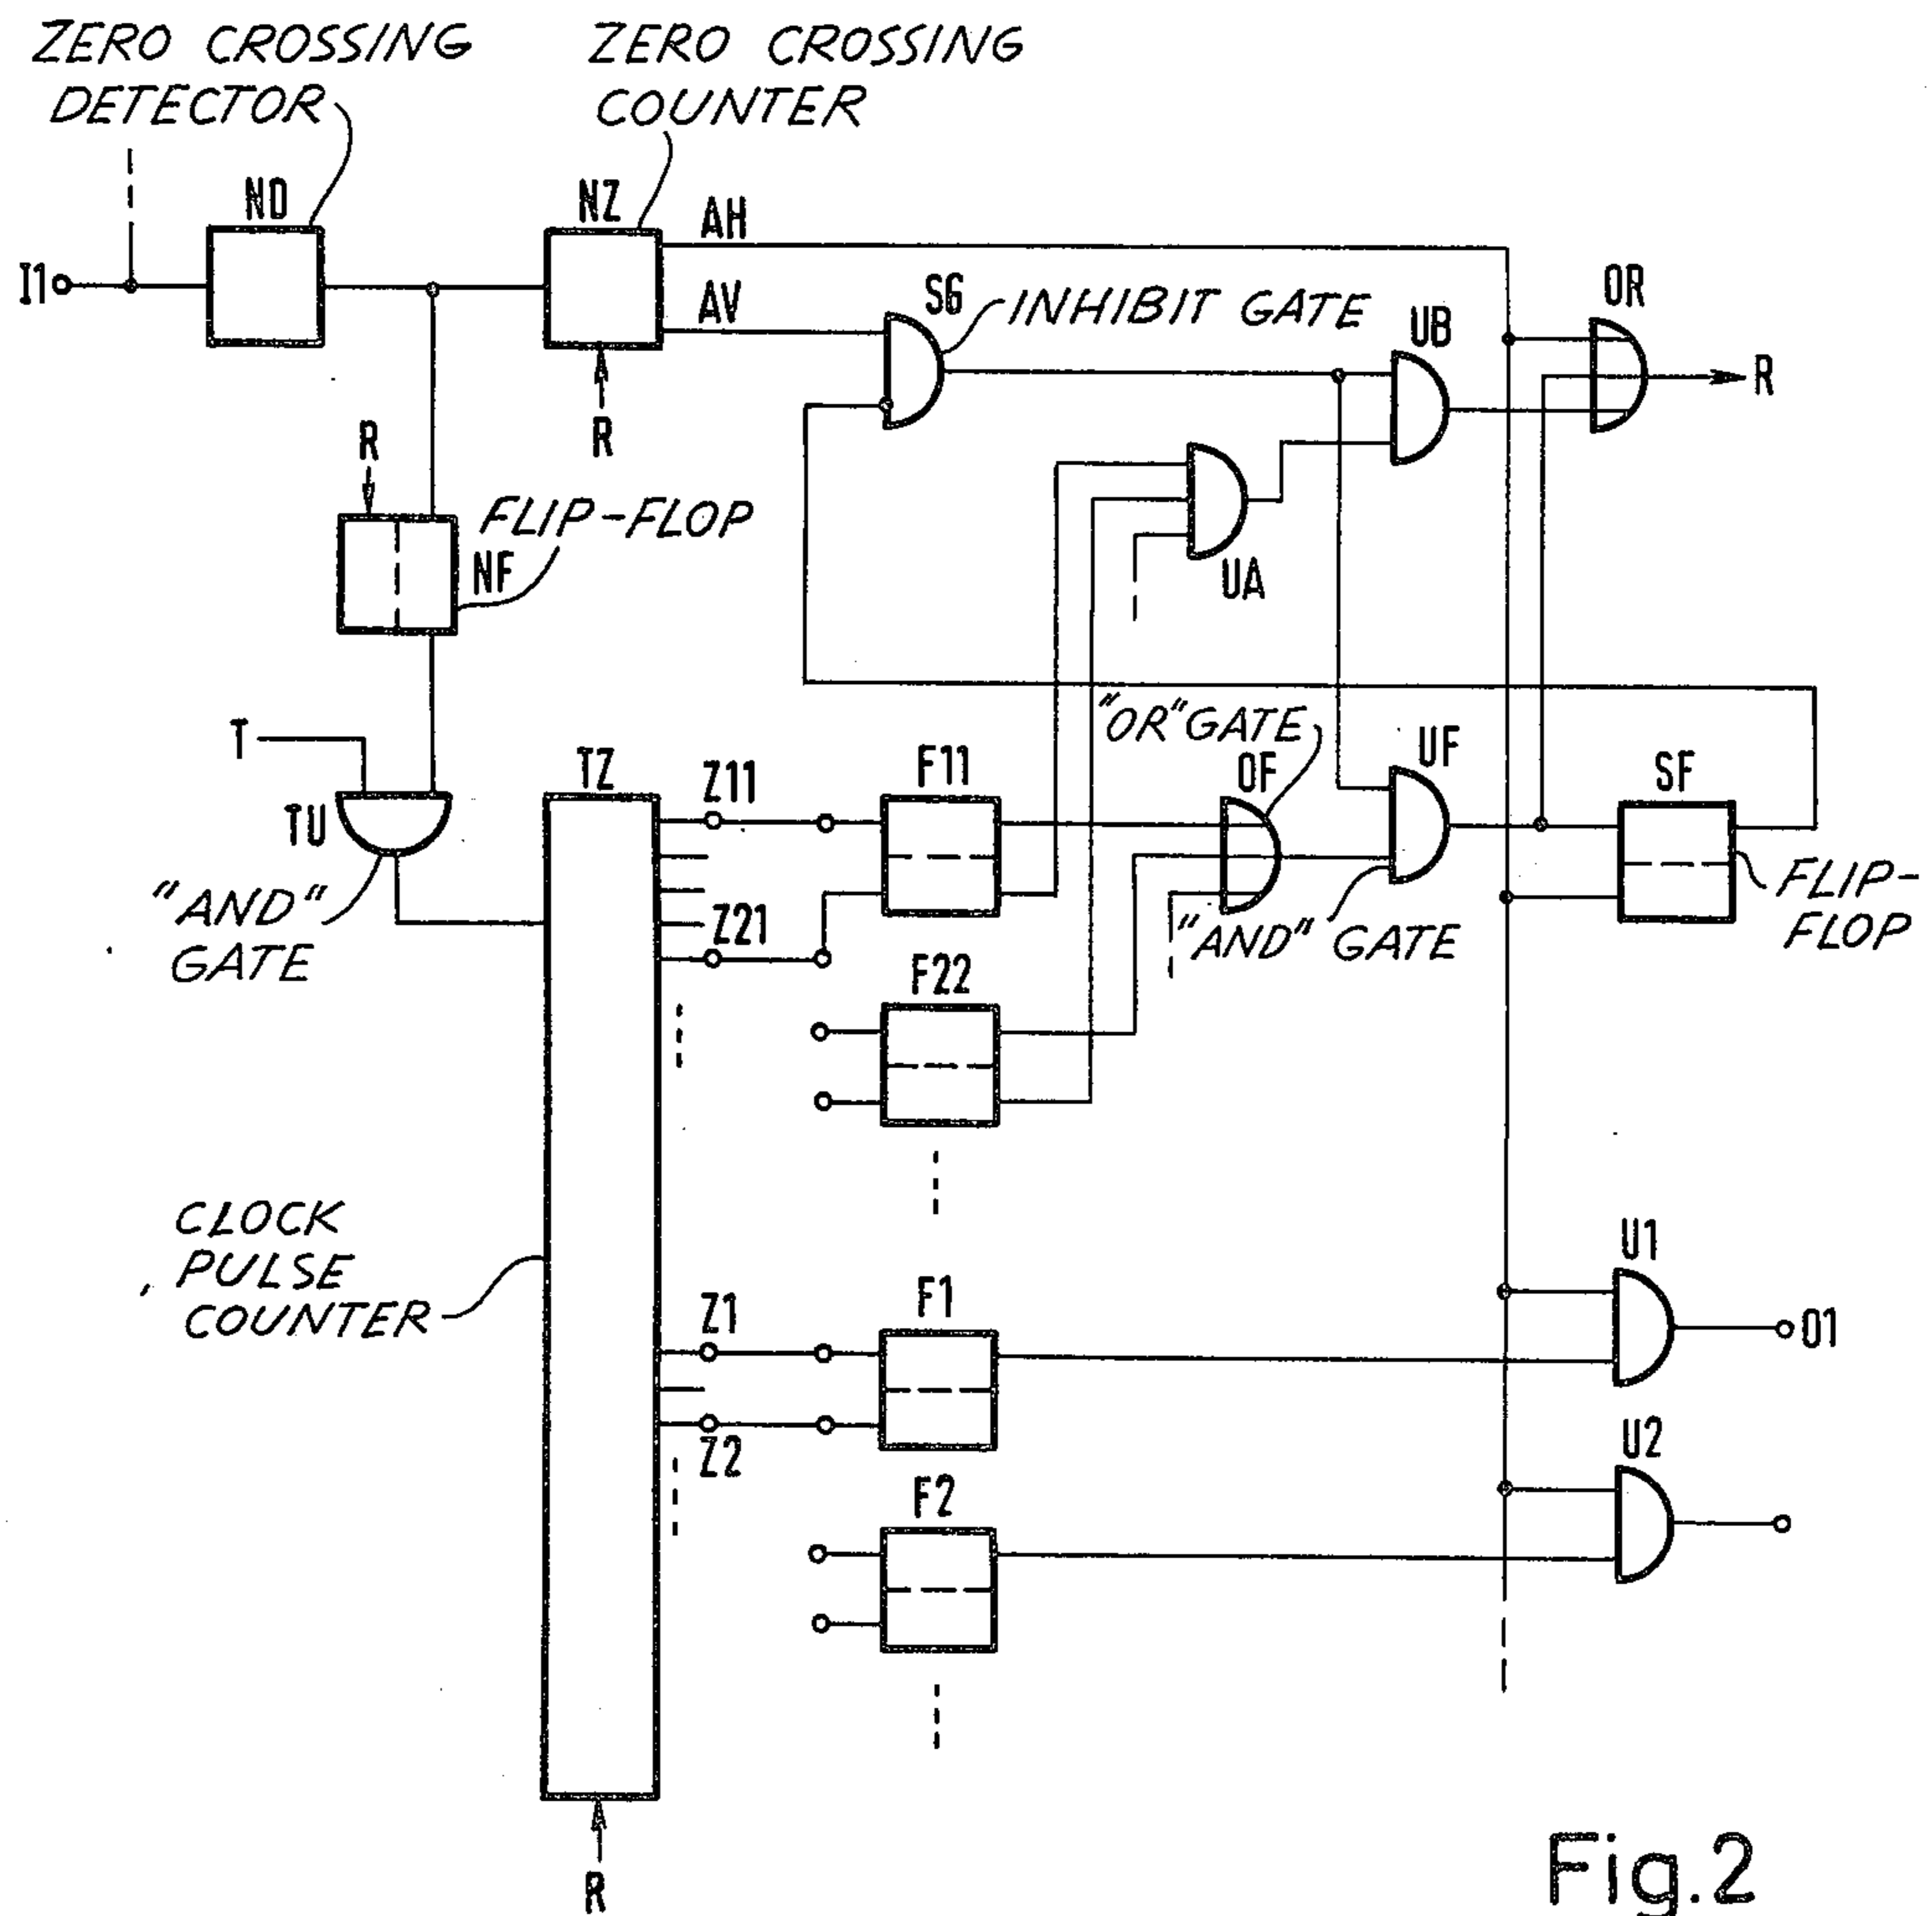 ZERO CROSSING
DETECTOR
ZERO CROSSING
COUNTER
ND
NZ
AH
I1
AV
SG
INHIBIT GATE
UB
OR
R
R
R
FLIP-FLOP
NF
UA
"OR" GATE
T
TU
TZ
Z11
F11
OF
UF
SF
"AND"
GATE
Z21
"AND" GATE
FLIP-
FLOP
F22
CLOCK
PULSE
COUNTER
Z1
F1
U1
O1
Z2
F2
U2
R
Fig.2